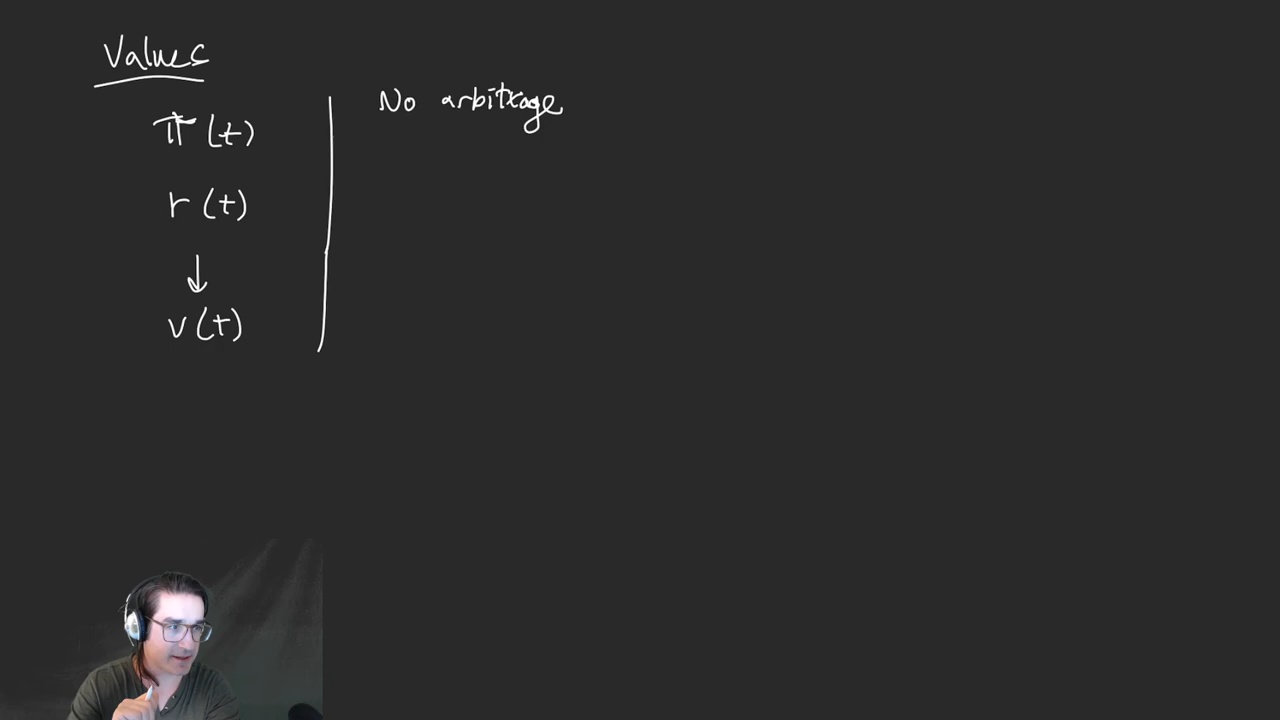 Values
π(t)
r(t)
↓
v(t)
No arbitrage